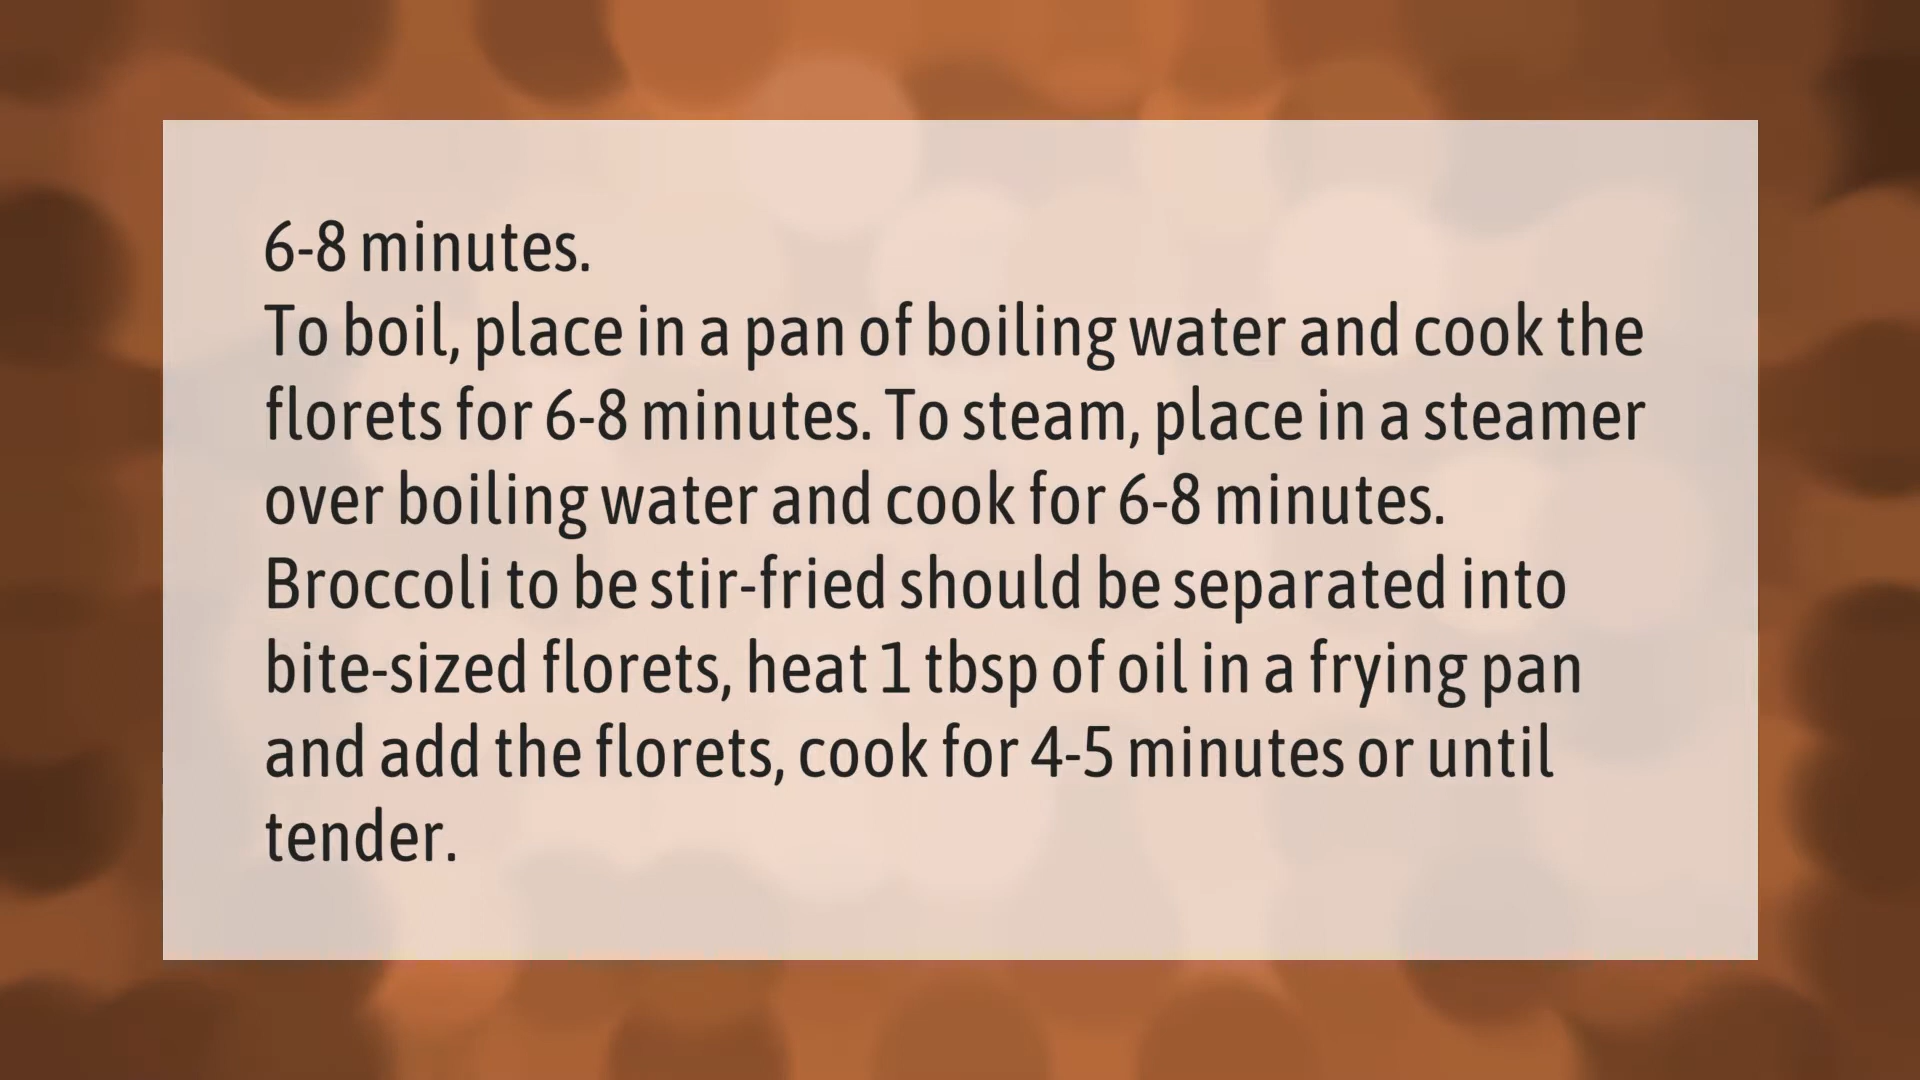 6-8 minutes.
To boil, place in a pan of boiling water and cook the
florets for 6-8 minutes. To steam, place in a steamer
over boiling water and cook for 6-8 minutes.
Broccoli to be stir-fried should be separated into
bite-sized florets, heat 1 tbsp of oil in a frying pan
and add the florets, cook for 4-5 minutes or until
tender.